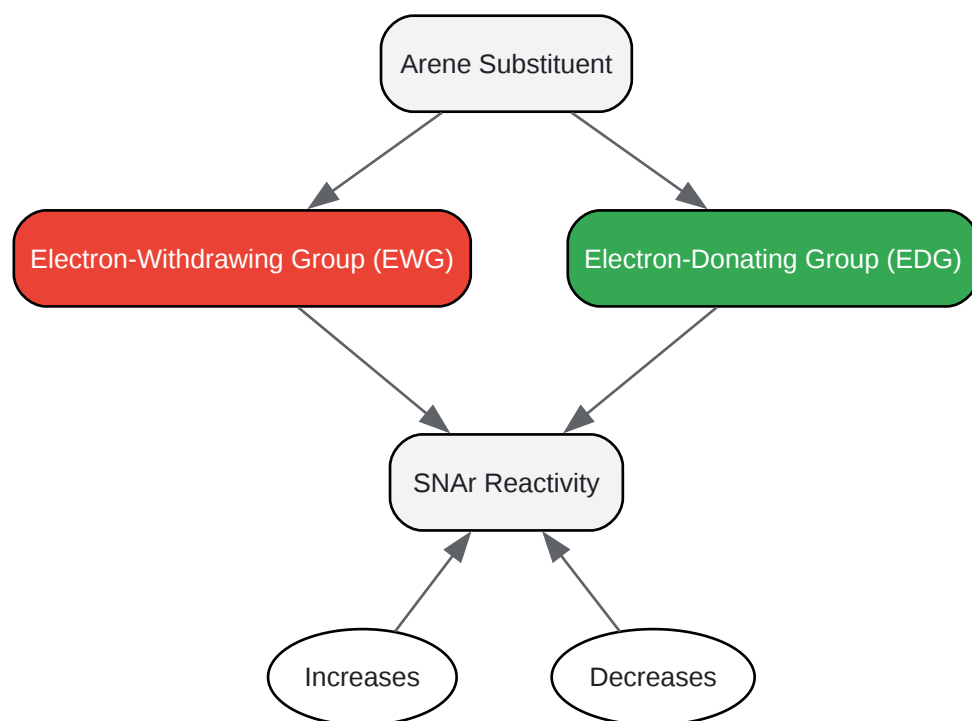 Arene Substituent
Electron-Withdrawing Group (EWG)
Electron-Donating Group (EDG)
SNAr Reactivity
Increases
Decreases